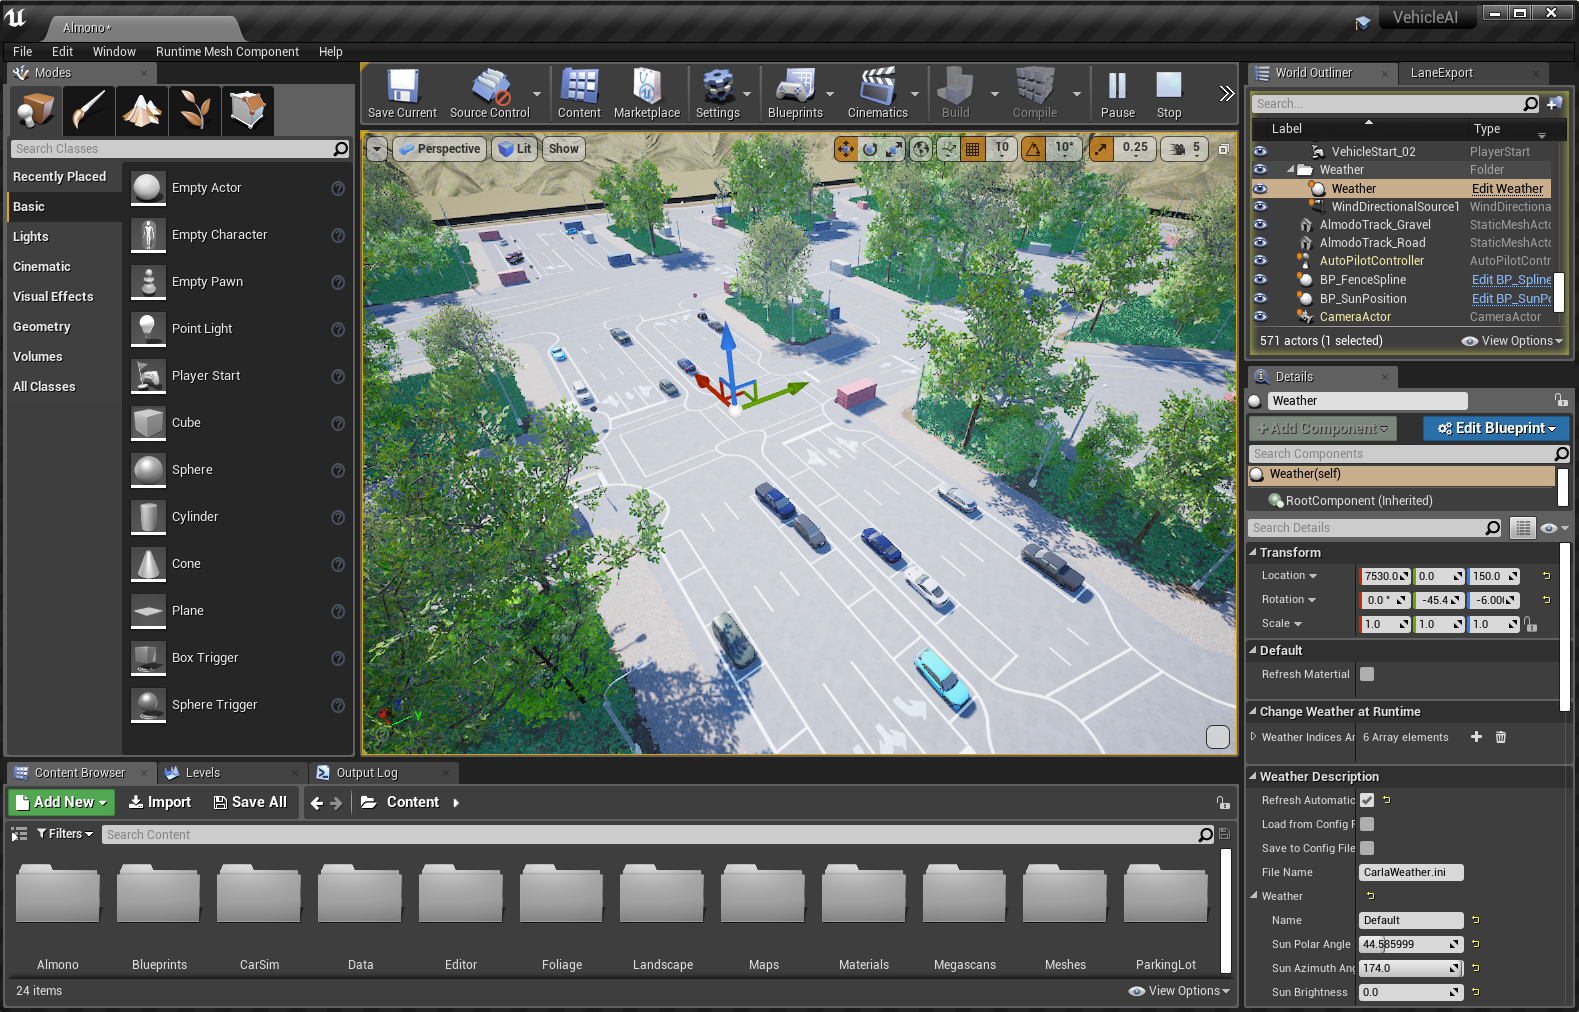 Almono*
VehicleAI
File Edit Window Runtime Mesh Component Help
Modes
Search Classes
Recently Placed
Basic
Lights
Cinematic
Visual Effects
Geometry
Volumes
All Classes
Empty Actor
Empty Character
Empty Pawn
Point Light
Player Start
Cube
Sphere
Cylinder
Cone
Plane
Box Trigger
Sphere Trigger
Save Current Source Control Content Marketplace Settings Blueprints Cinematics Build Compile Pause Stop
Perspective Lit Show 10 10° 0.25 5
World Outliner LaneExport
Search...
Label Type
VehicleStart_02 PlayerStart
Weather Folder
Weather Edit Weather
WindDirectionalSource1 WindDirectiona
AlmodoTrack_Gravel StaticMeshActo
AlmodoTrack_Road StaticMeshActo
AutoPilotController AutoPilotContr
BP_FenceSpline Edit BP_Spline
BP_SunPosition Edit BP_SunPo
CameraActor CameraActor
571 actors (1 selected) View Options
Details
Weather
+Add Component Edit Blueprint
Search Components
Weather(self)
RootComponent (Inherited)
Search Details
Transform
Location 7530.0 0.0 150.0
Rotation 0.0 ° -45.4 -6.00
Scale 1.0 1.0 1.0
Default
Refresh Matertial
Change Weather at Runtime
Weather Indices Ar 6 Array elements
Weather Description
Refresh Automatic
Load from Config F
Save to Config File
File Name CarlaWeather.ini
Weather
Name Default
Sun Polar Angle 44.585999
Sun Azimuth Ang 174.0
Sun Brightness 0.0
Content Browser Levels Output Log
Add New Import Save All Content
Filters Search Content
Almono Blueprints CarSim Data Editor Foliage Landscape Maps Materials Megascans Meshes ParkingLot
24 items View Options